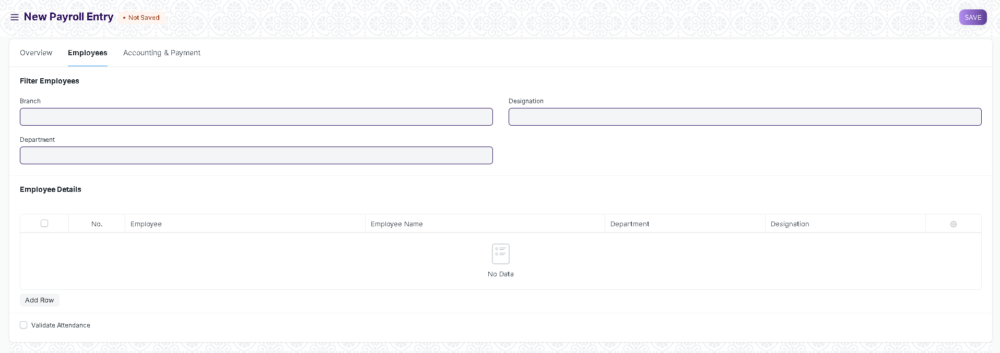 New Payroll Entry
• Not Saved
SAVE
Overview
Employees
Accounting & Payment
Filter Employees
Branch
Designation
Department
Employee Details
No.
Employee
Employee Name
Department
Designation
No Data
Add Row
Validate Attendance